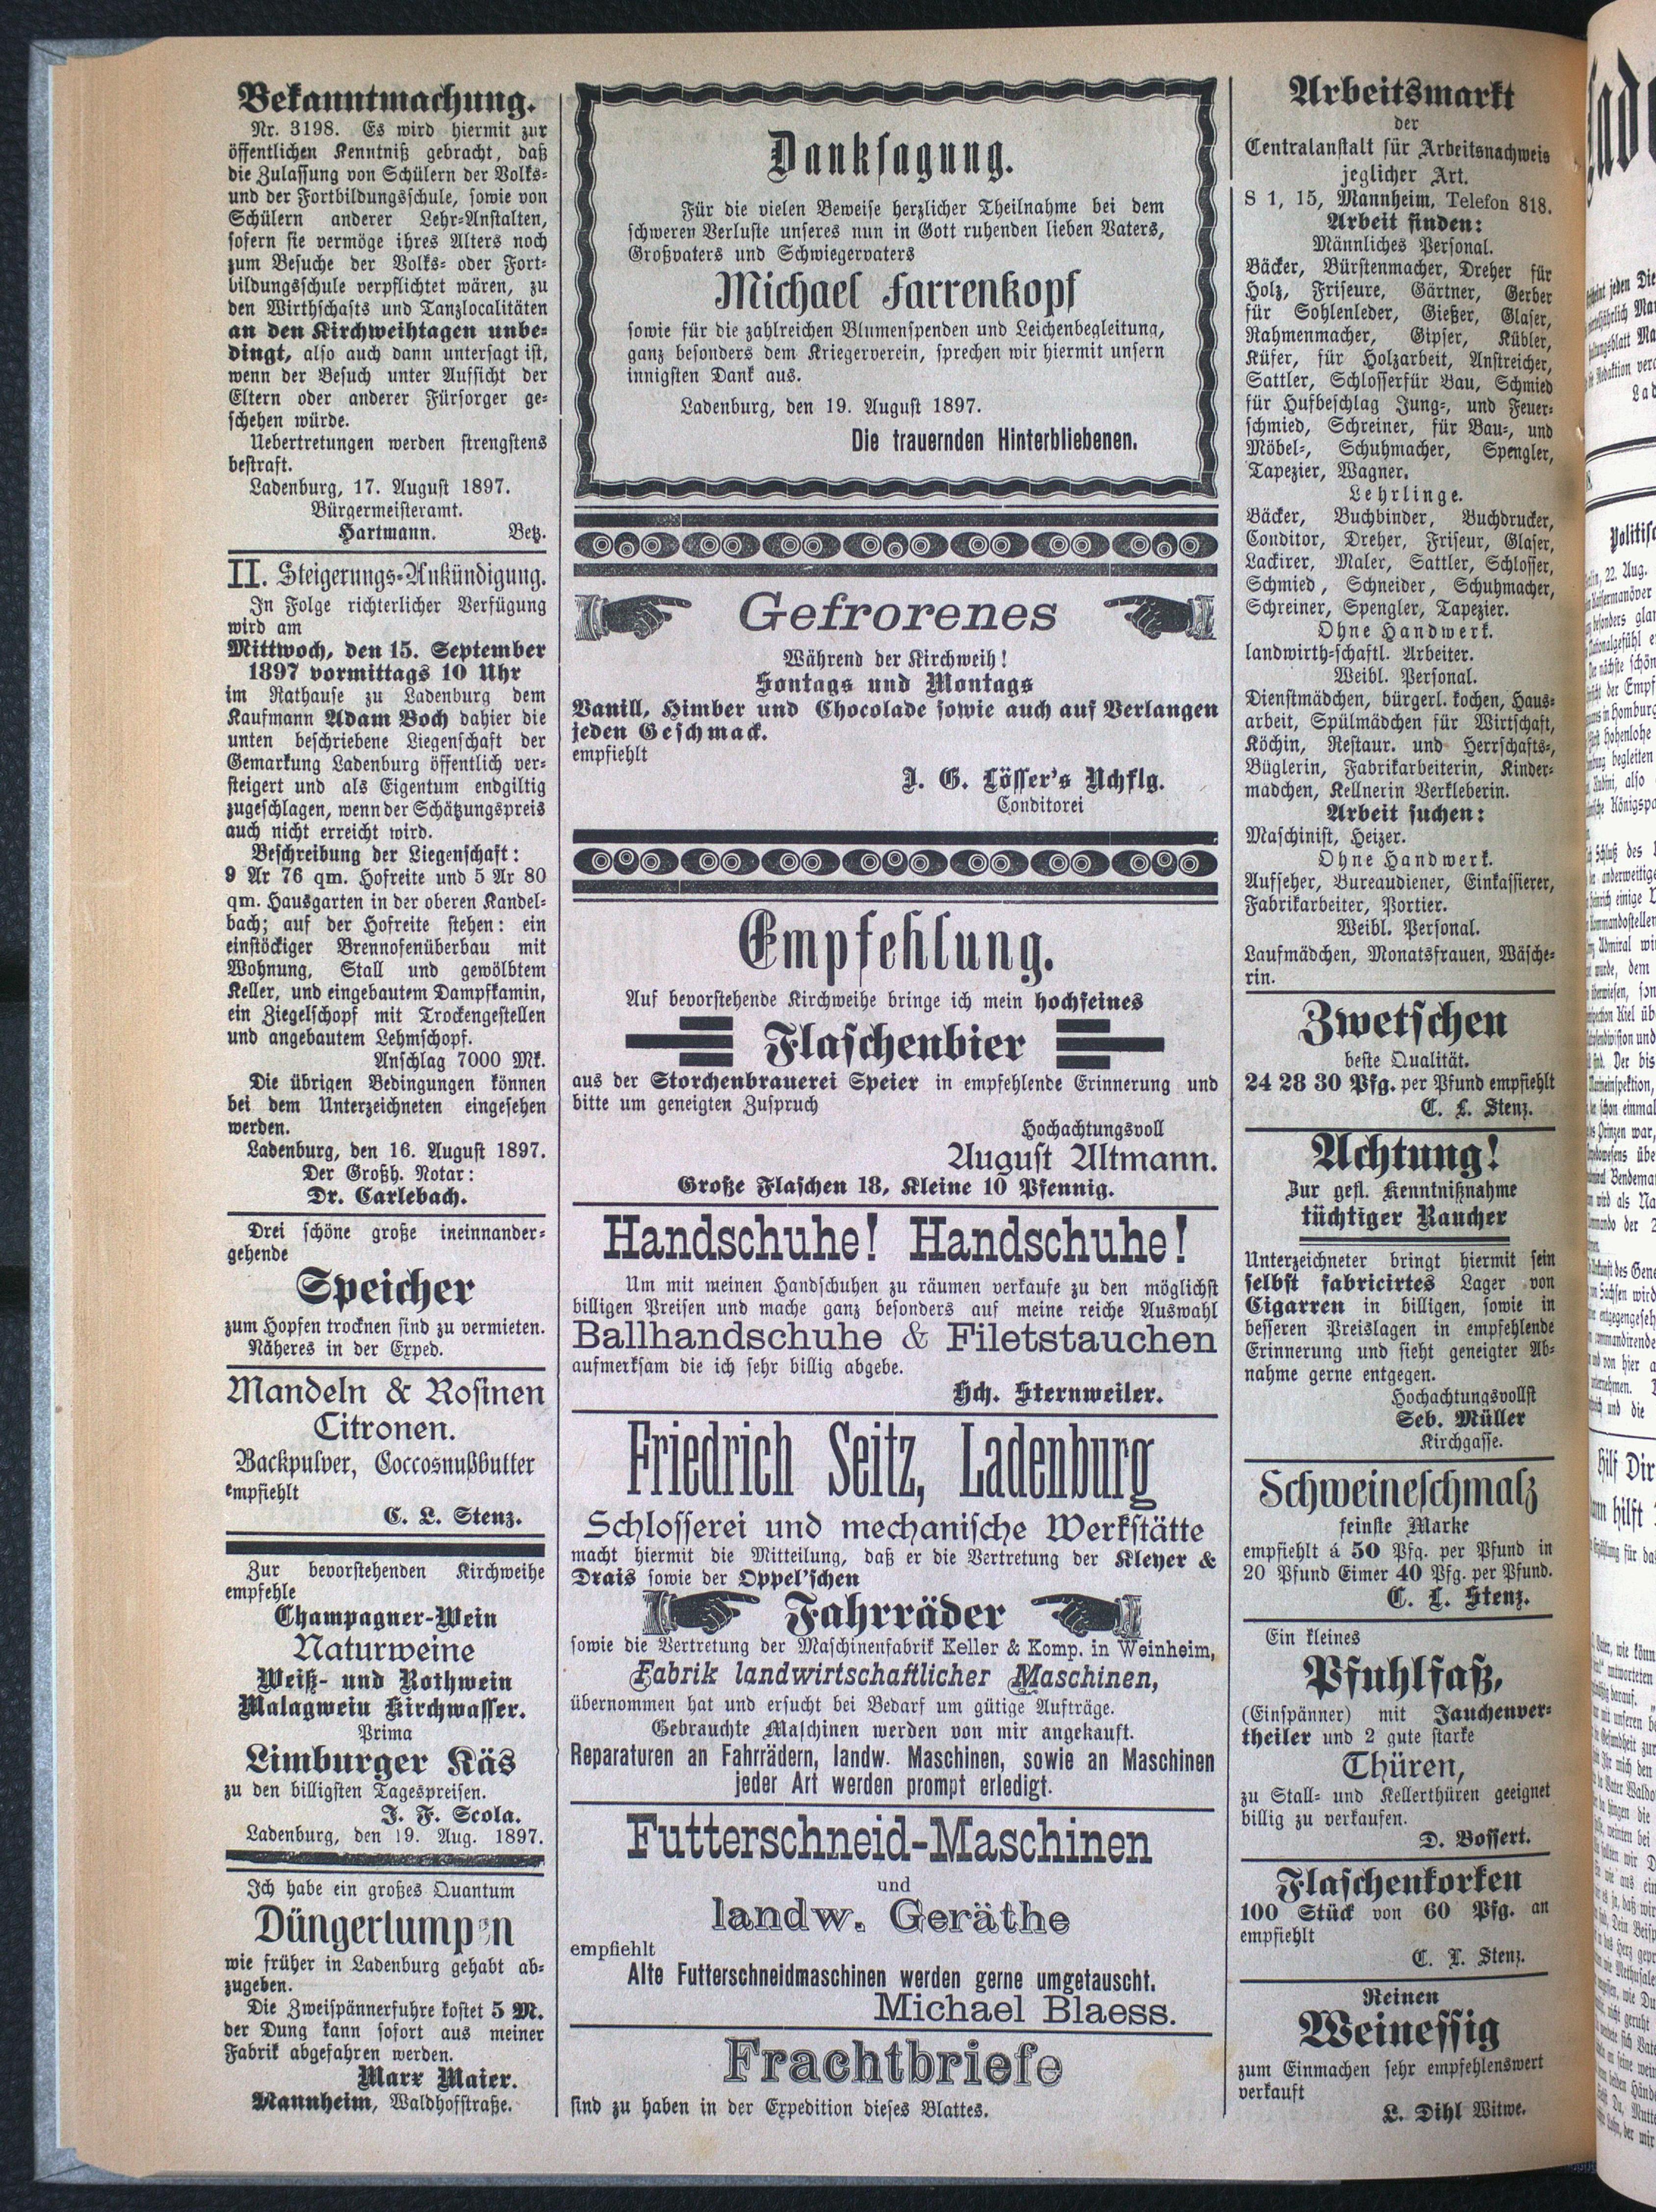 Bekanntmachung.
Nr. 3198. Es wird hiermit zur
öffentlichen Kenntniß gebracht, daß
die Zulassung von Schülern der Volks-
und der Fortbildungsschule, sowie von
Schülern anderer Lehr-Anstalten,
sofern sie vermöge ihres Alters noch
zum Besuche der Volks- oder Fort-
bildungsschule verpflichtet wären, zu
den Wirthschafts und Tanzlocalitäten
an den Kirchweihtagen unbe-
dingt, also auch dann untersagt ist,
wenn der Besuch unter Aufsicht der
Eltern oder anderer Fürsorger ge-
schehen würde.
Uebertretungen werden strengstens
bestraft.
Ladenburg, 17. August 1897.
Bürgermeisteramt.
Hartmann. Betz.
II. Steigerungs-Ankündigung.
In Folge richterlicher Verfügung
wird am
Mittwoch, den 15. September
1897 vormittags 10 Uhr
im Rathause zu Ladenburg dem
Kaufmann Adam Boch dahier die
unten beschriebene Liegenschaft der
Gemarkung Ladenburg öffentlich ver-
steigert und als Eigentum endgiltig
zugeschlagen, wenn der Schätzungspreis
auch nicht erreicht wird.
Beschreibung der Liegenschaft:
9 Ar 76 qm. Hofreite und 5 Ar 80
qm. Hausgarten in der oberen Kandel-
bach; auf der Hofreite stehen: ein
einstöckiger Brennofenüberbau mit
Wohnung, Stall und gewölbtem
Keller, und eingebautem Dampfkamin,
ein Ziegelschopf mit Trockengestellen
und angebautem Lehmschopf.
Anschlag 7000 Mk.
Die übrigen Bedingungen können
bei dem Unterzeichneten eingesehen
werden.
Ladenburg, den 16. August 1897.
Der Großh. Notar:
Dr. Carlebach.
Drei schöne große ineinnander-
gehende
Speicher
zum Hopfen trocknen sind zu vermieten.
Näheres in der Exped.
Mandeln & Rosinen
Citronen.
Backpulver, Coccosnußbutter
empfiehlt
C. L. Stenz.
Zur bevorstehenden Kirchweihe
empfehle
Champagner-Wein
Naturweine
Weiß- und Rothwein
Malagwein Kirchwasser.
Prima
Limburger Käs
zu den billigsten Tagespreisen.
J. F. Scola.
Ladenburg, den 19. Aug. 1897.
Ich habe ein großes Quantum
Düngerlumpen
wie früher in Ladenburg gehabt ab-
zugeben.
Die Zweispännerfuhre kostet 5 M.
der Dung kann sofort aus meiner
Fabrik abgefahren werden.
Marx Maier.
Mannheim, Waldhofstraße.
Danksagung.
Für die vielen Beweise herzlicher Theilnahme bei dem
schweren Verluste unseres nun in Gott ruhenden lieben Vaters,
Großvaters und Schwiegervaters
Michael Farrenkopf
sowie für die zahlreichen Blumenspenden und Leichenbegleitung,
ganz besonders dem Kriegerverein, sprechen wir hiermit unsern
innigsten Dank aus.
Ladenburg, den 19. August 1897.
Die trauernden Hinterbliebenen.
Gefrorenes
Während der Kirchweih!
Sontags und Montags
Vanill, Himber und Chocolade sowie auch auf Verlangen
jeden Geschmack.
empfiehlt
J. G. Lösser's Nchflg.
Conditorei
Empfehlung.
Auf bevorstehende Kirchweihe bringe ich mein hochfeines
Flaschenbier
aus der Storchenbrauerei Speier in empfehlende Erinnerung und
bitte um geneigten Zuspruch
Hochachtungsvoll
August Altmann.
Große Flaschen 18, Kleine 10 Pfennig.
Handschuhe! Handschuhe!
Um mit meinen Handschuhen zu räumen verkaufe zu den möglichst
billigen Preisen und mache ganz besonders auf meine reiche Auswahl
Ballhandschuhe & Filetstauchen
aufmerksam die ich sehr billig abgebe.
Hch. Sternweiler.
Friedrich Seitz, Ladenburg
Schlosserei und mechanische Werkstätte
macht hiermit die Mitteilung, daß er die Vertretung der Kleyer &
Drais sowie der Oppel'schen
Fahrräder
sowie die Vertretung der Maschinenfabrik Keller & Komp. in Weinheim,
Fabrik landwirtschaftlicher Maschinen,
übernommen hat und ersucht bei Bedarf um gütige Aufträge.
Gebrauchte Maschinen werden von mir angekauft.
Reparaturen an Fahrrädern, landw. Maschinen, sowie an Maschinen
jeder Art werden prompt erledigt.
Futterschneid-Maschinen
und
landw. Geräthe
empfiehlt
Alte Futterschneidmaschinen werden gerne umgetauscht.
Michael Blaess.
Frachtbriefe
sind zu haben in der Expedition dieses Blattes.
Arbeitsmarkt
der
Centralanstalt für Arbeitsnachweis
jeglicher Art.
S 1, 15, Mannheim, Telefon 818.
Arbeit finden:
Männliches Personal.
Bäcker, Bürstenmacher, Dreher für
Holz, Friseure, Gärtner, Gerber
für Sohlenleder, Gießer, Glaser,
Rahmenmacher, Gipser, Kübler,
Küfer, für Holzarbeit, Anstreicher,
Sattler, Schlosserfür Bau, Schmied
für Hufbeschlag Jung-, und Feuer-
schmied, Schreiner, für Bau-, und
Möbel-, Schuhmacher, Spengler,
Tapezier, Wagner.
Lehrlinge.
Bäcker, Buchbinder, Buchdrucker,
Conditor, Dreher, Friseur, Glaser,
Lackirer, Maler, Sattler, Schlosser,
Schmied, Schneider, Schuhmacher,
Schreiner, Spengler, Tapezier.
Ohne Handwerk.
landwirth-schaftl. Arbeiter.
Weibl. Personal.
Dienstmädchen, bürgerl. kochen, Haus-
arbeit, Spülmädchen für Wirtschaft,
Köchin, Restaur. und Herrschafts-,
Büglerin, Fabrikarbeiterin, Kinder-
madchen, Kellnerin Verkleberin.
Arbeit suchen:
Maschinist, Heizer.
Ohne Handwerk.
Aufseher, Bureaudiener, Einkassierer,
Fabrikarbeiter, Portier.
Weibl. Personal.
Laufmädchen, Monatsfrauen, Wäsche-
rin.
Zwetschen
beste Qualität.
24 28 30 Pfg. per Pfund empfiehlt
C. L. Stenz.
Achtung!
Zur gefl. Kenntnißnahme
tüchtiger Raucher
Unterzeichneter bringt hiermit sein
selbst fabricirtes Lager von
Cigarren in billigen, sowie in
besseren Preislagen in empfehlende
Erinnerung und sieht geneigter Ab-
nahme gerne entgegen.
Hochachtungsvollst
Seb. Müller
Kirchgasse.
Schweineschmalz
feinste Marke
empfiehlt á 50 Pfg. per Pfund in
20 Pfund Eimer 40 Pfg. per Pfund.
C. L. Stenz.
Ein kleines
Pfuhlfaß,
(Einspänner) mit Jauchenver-
theiler und 2 gute starke
Thüren,
zu Stall- und Kellerthüren geeignet
billig zu verkaufen.
D. Bossert.
Flaschenkorken
100 Stück von 60 Pfg. an
empfiehlt
C. L. Stenz.
Reinen
Weinessig
zum Einmachen sehr empfehlenswert
verkauft
L. Dihl Witwe.